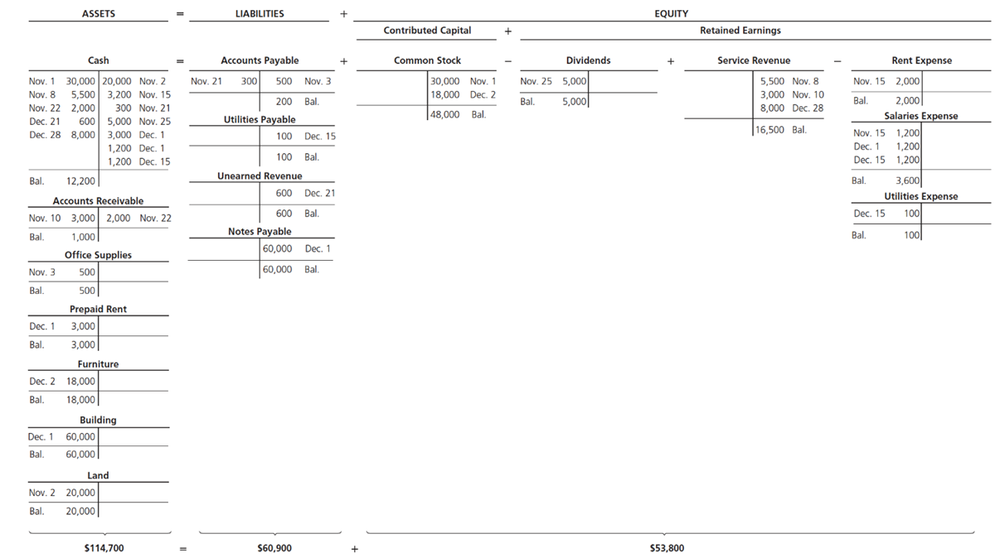 ASSETS = LIABILITIES + EQUITY
Contributed Capital + Retained Earnings
Cash = Accounts Payable + Common Stock − Dividends + Service Revenue − Rent Expense
Nov. 1 30,000 20,000 Nov. 2
Nov. 8 5,500 3,200 Nov. 15
Nov. 22 2,000 300 Nov. 21
Dec. 21 600 5,000 Nov. 25
Dec. 28 8,000 3,000 Dec. 1
1,200 Dec. 1
1,200 Dec. 15
Bal. 12,200
Accounts Receivable
Nov. 10 3,000 2,000 Nov. 22
Bal. 1,000
Office Supplies
Nov. 3 500
Bal. 500
Prepaid Rent
Dec. 1 3,000
Bal. 3,000
Furniture
Dec. 2 18,000
Bal. 18,000
Building
Dec. 1 60,000
Bal. 60,000
Land
Nov. 2 20,000
Bal. 20,000
Nov. 21 300 500 Nov. 3
200 Bal.
Utilities Payable
100 Dec. 15
100 Bal.
Unearned Revenue
600 Dec. 21
600 Bal.
Notes Payable
60,000 Dec. 1
60,000 Bal.
30,000 Nov. 1
18,000 Dec. 2
48,000 Bal.
Nov. 25 5,000
Bal. 5,000
5,500 Nov. 8
3,000 Nov. 10
8,000 Dec. 28
16,500 Bal.
Nov. 15 2,000
Bal. 2,000
Salaries Expense
Nov. 15 1,200
Dec. 1 1,200
Dec. 15 1,200
Bal. 3,600
Utilities Expense
Dec. 15 100
Bal. 100
$114,700 = $60,900 + $53,800